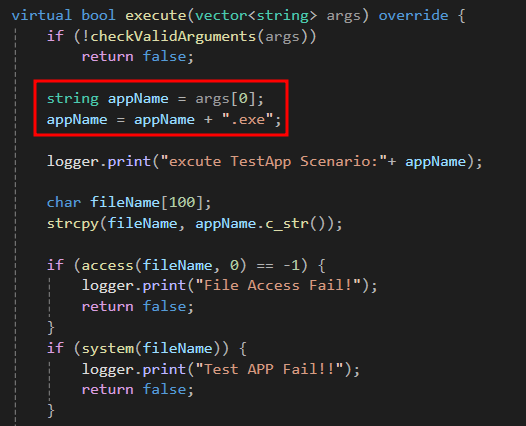 virtual bool execute(vector<string> args) override {
if (!checkValidArguments(args))
return false;
string appName = args[0];
appName = appName + ".exe";
logger.print("excute TestApp Scenario:"+ appName);
char fileName[100];
strcpy(fileName, appName.c_str());
if (access(fileName, 0) == -1) {
logger.print("File Access Fail!");
return false;
}
if (system(fileName)) {
logger.print("Test APP Fail!!");
return false;
}